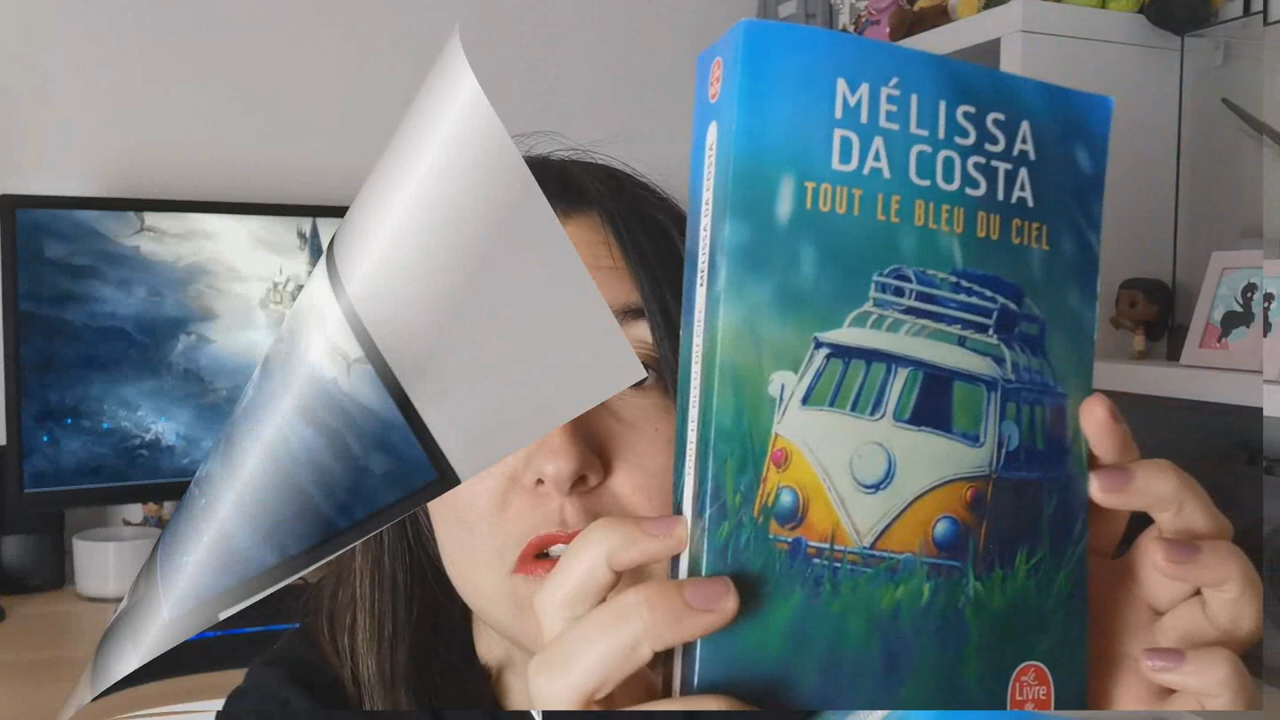 MÉLISSA
DA COSTA
TOUT LE BLEU DU CIEL
TOUT LE BLEU DU CIEL MÉLISSA DA COSTA
Le
Livre
de